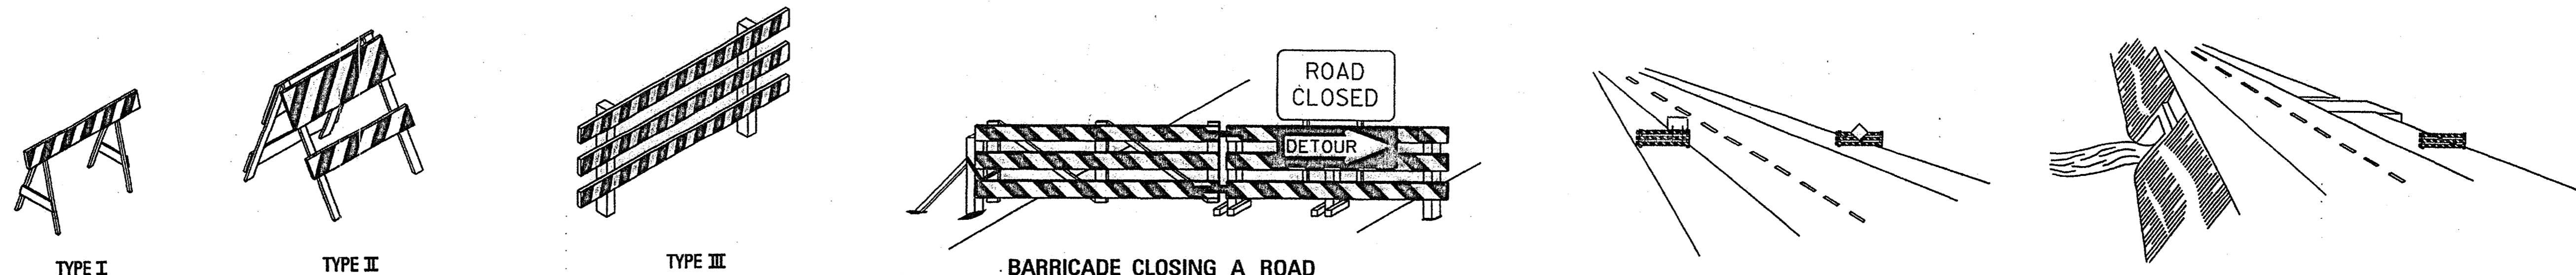 ROAD
CLOSED
DETOUR
TYPE I
TYPE II
TYPE III
BARRICADE CLOSING A ROAD